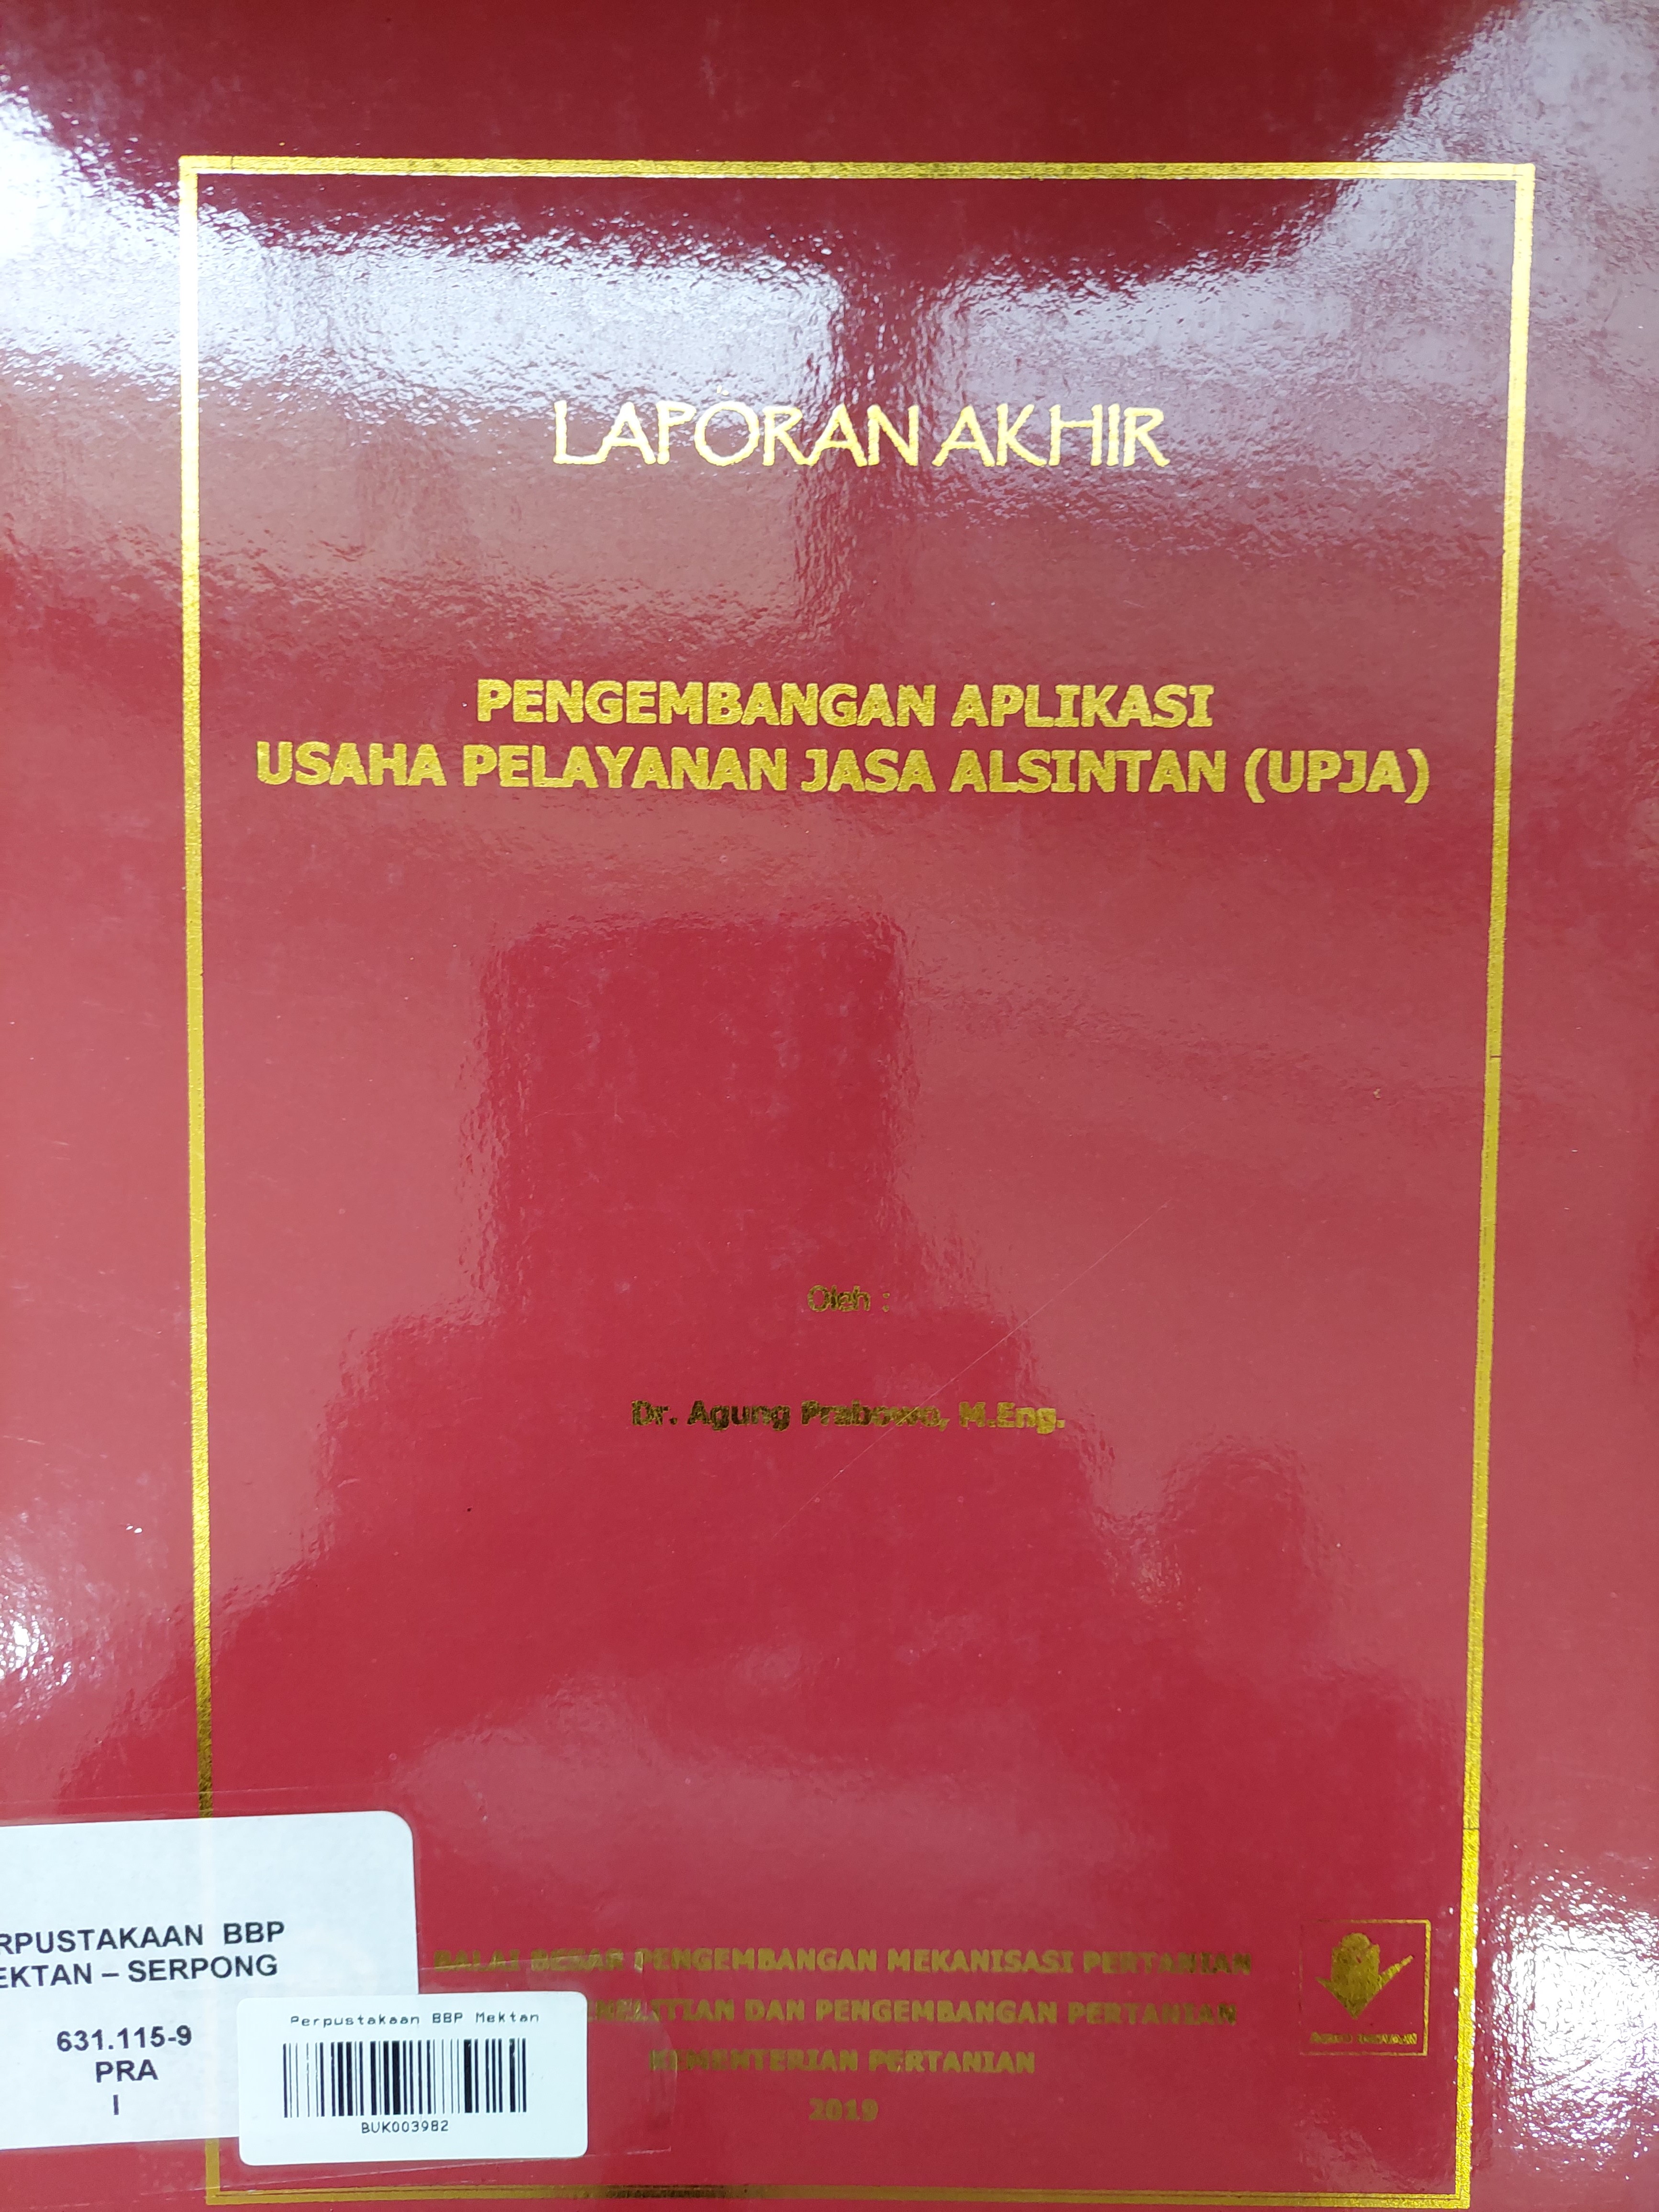 LAPORAN AKHIR
PENGEMBANGAN APLIKASI
USAHA PELAYANAN JASA ALSINTAN (UPJA)
Oleh :
Dr. Agung Prabowo, M.Eng.
BALAI BESAR PENGEMBANGAN MEKANISASI PERTANIAN
DAN PENGEMBANGAN PERTANIAN
KEMENTERIAN PERTANIAN
2019
RPUSTAKAAN BBP
EKTAN – SERPONG
631.115-9
PRA
I
Perpustakaan BBP Mektan
BUK003982